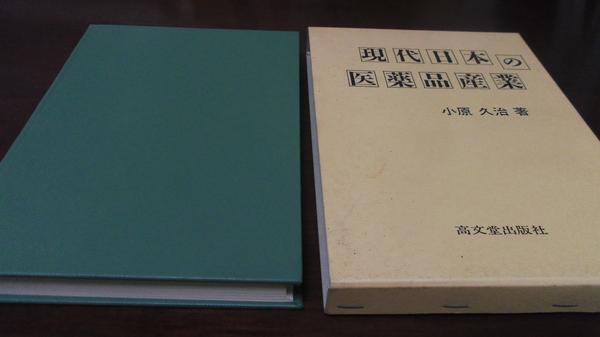 現代日本の
医薬品産業
小原 久治 著
高文堂出版社